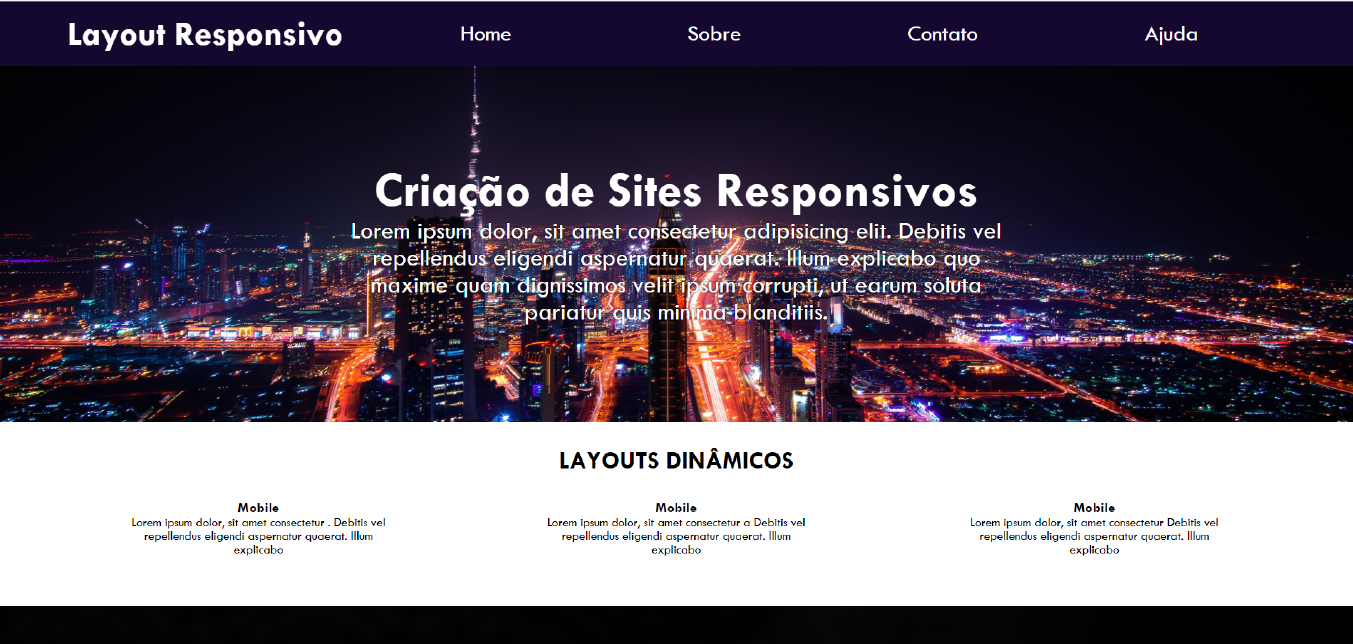 Layout Responsivo
Home
Sobre
Contato
Ajuda
Criação de Sites Responsivos
Lorem ipsum dolor, sit amet consectetur adipisicing elit. Debitis vel
repellendus eligendi aspernatur quaerat. Illum explicabo quo
maxime quam dignissimos velit ipsum corrupti, ut earum soluta
pariatur quis minima blanditiis.
LAYOUTS DINÂMICOS
Mobile
Lorem ipsum dolor, sit amet consectetur . Debitis vel
repellendus eligendi aspernatur quaerat. Illum
explicabo
Mobile
Lorem ipsum dolor, sit amet consectetur a Debitis vel
repellendus eligendi aspernatur quaerat. Illum
explicabo
Mobile
Lorem ipsum dolor, sit amet consectetur Debitis vel
repellendus eligendi aspernatur quaerat. Illum
explicabo